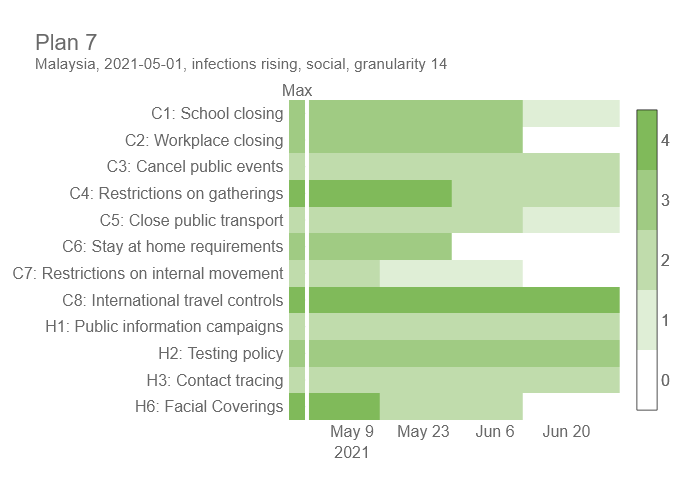 Plan 7
Malaysia, 2021-05-01, infections rising, social, granularity 14
Max
C1: School closing
C2: Workplace closing
C3: Cancel public events
C4: Restrictions on gatherings
C5: Close public transport
C6: Stay at home requirements
C7: Restrictions on internal movement
C8: International travel controls
H1: Public information campaigns
H2: Testing policy
H3: Contact tracing
H6: Facial Coverings
May 9 May 23 Jun 6 Jun 20
2021
4
3
2
1
0